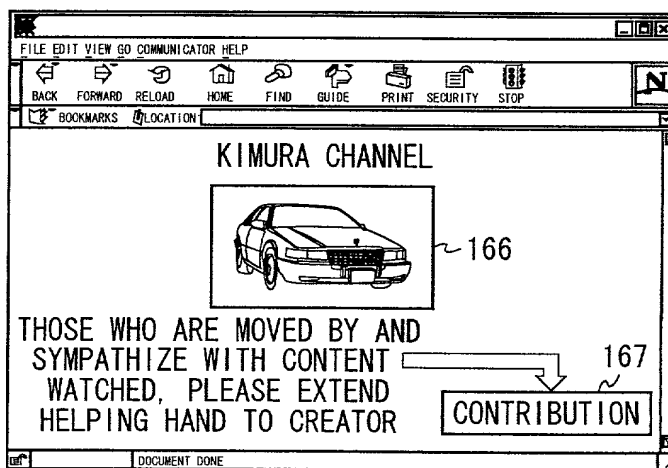 FILE EDIT VIEW GO COMMUNICATOR HELP
BACK FORWARD RELOAD HOME FIND GUIDE PRINT SECURITY STOP
N
BOOKMARKS LOCATION
KIMURA CHANNEL
166
THOSE WHO ARE MOVED BY AND
SYMPATHIZE WITH CONTENT
WATCHED, PLEASE EXTEND
HELPING HAND TO CREATOR
167
CONTRIBUTION
DOCUMENT DONE